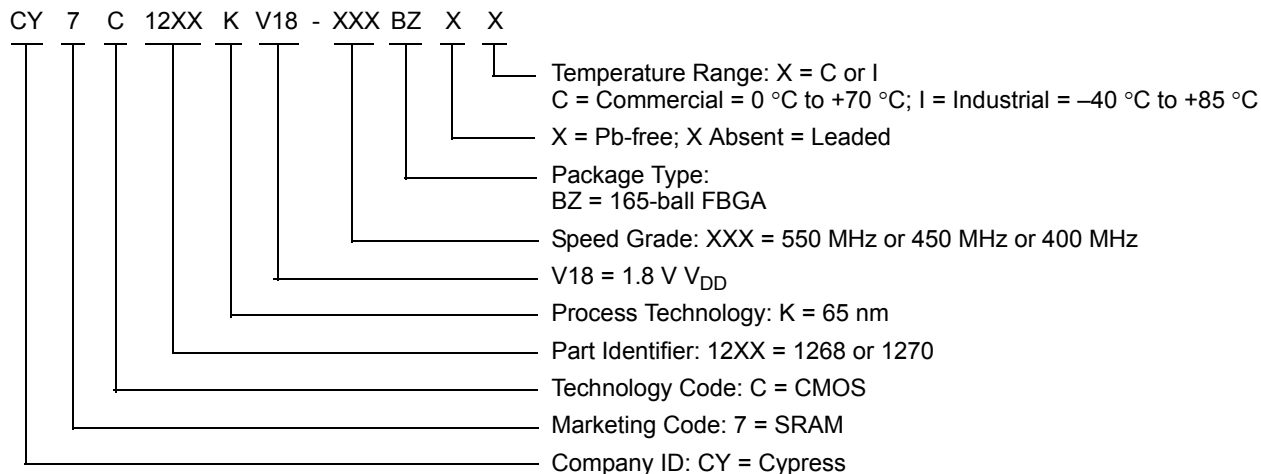 CY 7 C 12XX K V18 - XXX BZ X X
Temperature Range: X = C or I
C = Commercial = 0 °C to +70 °C; I = Industrial = –40 °C to +85 °C
X = Pb-free; X Absent = Leaded
Package Type:
BZ = 165-ball FBGA
Speed Grade: XXX = 550 MHz or 450 MHz or 400 MHz
V18 = 1.8 V VDD
Process Technology: K = 65 nm
Part Identifier: 12XX = 1268 or 1270
Technology Code: C = CMOS
Marketing Code: 7 = SRAM
Company ID: CY = Cypress